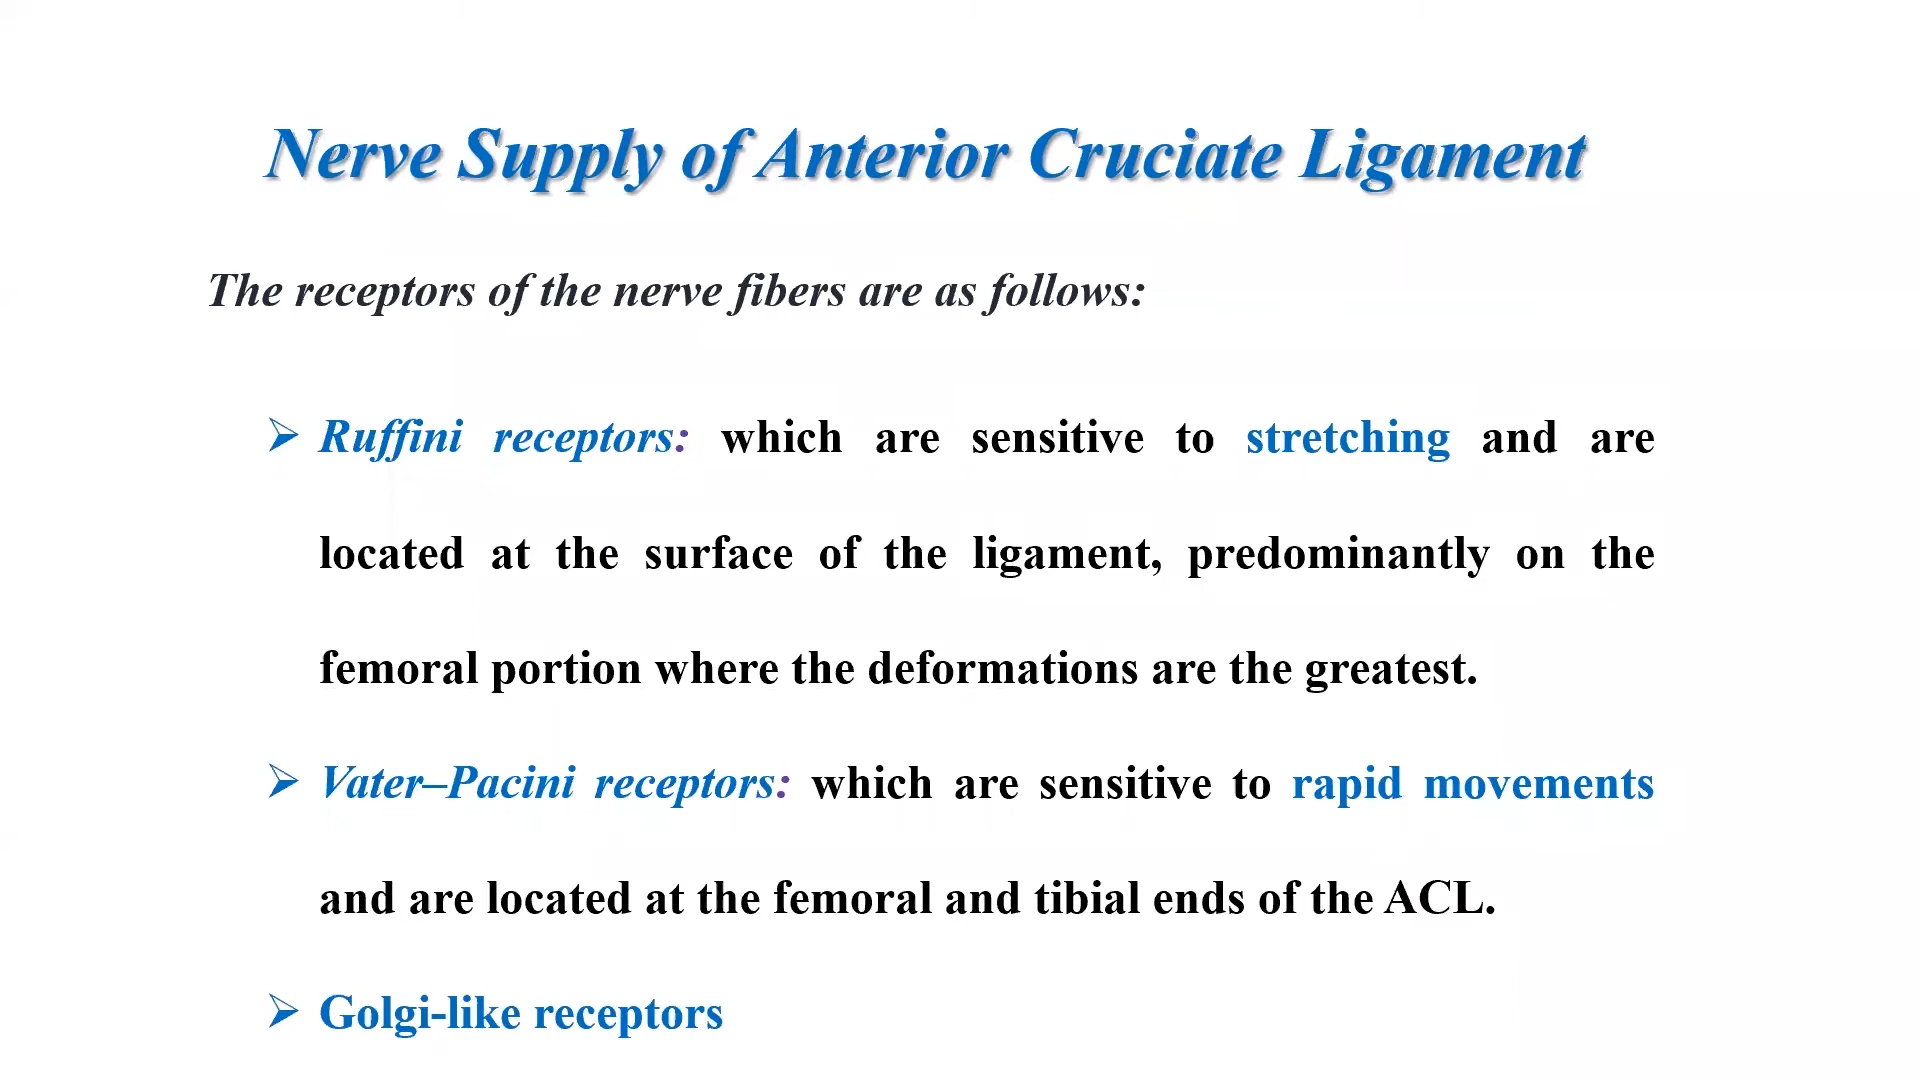 Nerve Supply of Anterior Cruciate Ligament
The receptors of the nerve fibers are as follows:
➢ Ruffini receptors: which are sensitive to stretching and are
located at the surface of the ligament, predominantly on the
femoral portion where the deformations are the greatest.
➢ Vater–Pacini receptors: which are sensitive to rapid movements
and are located at the femoral and tibial ends of the ACL.
➢ Golgi-like receptors